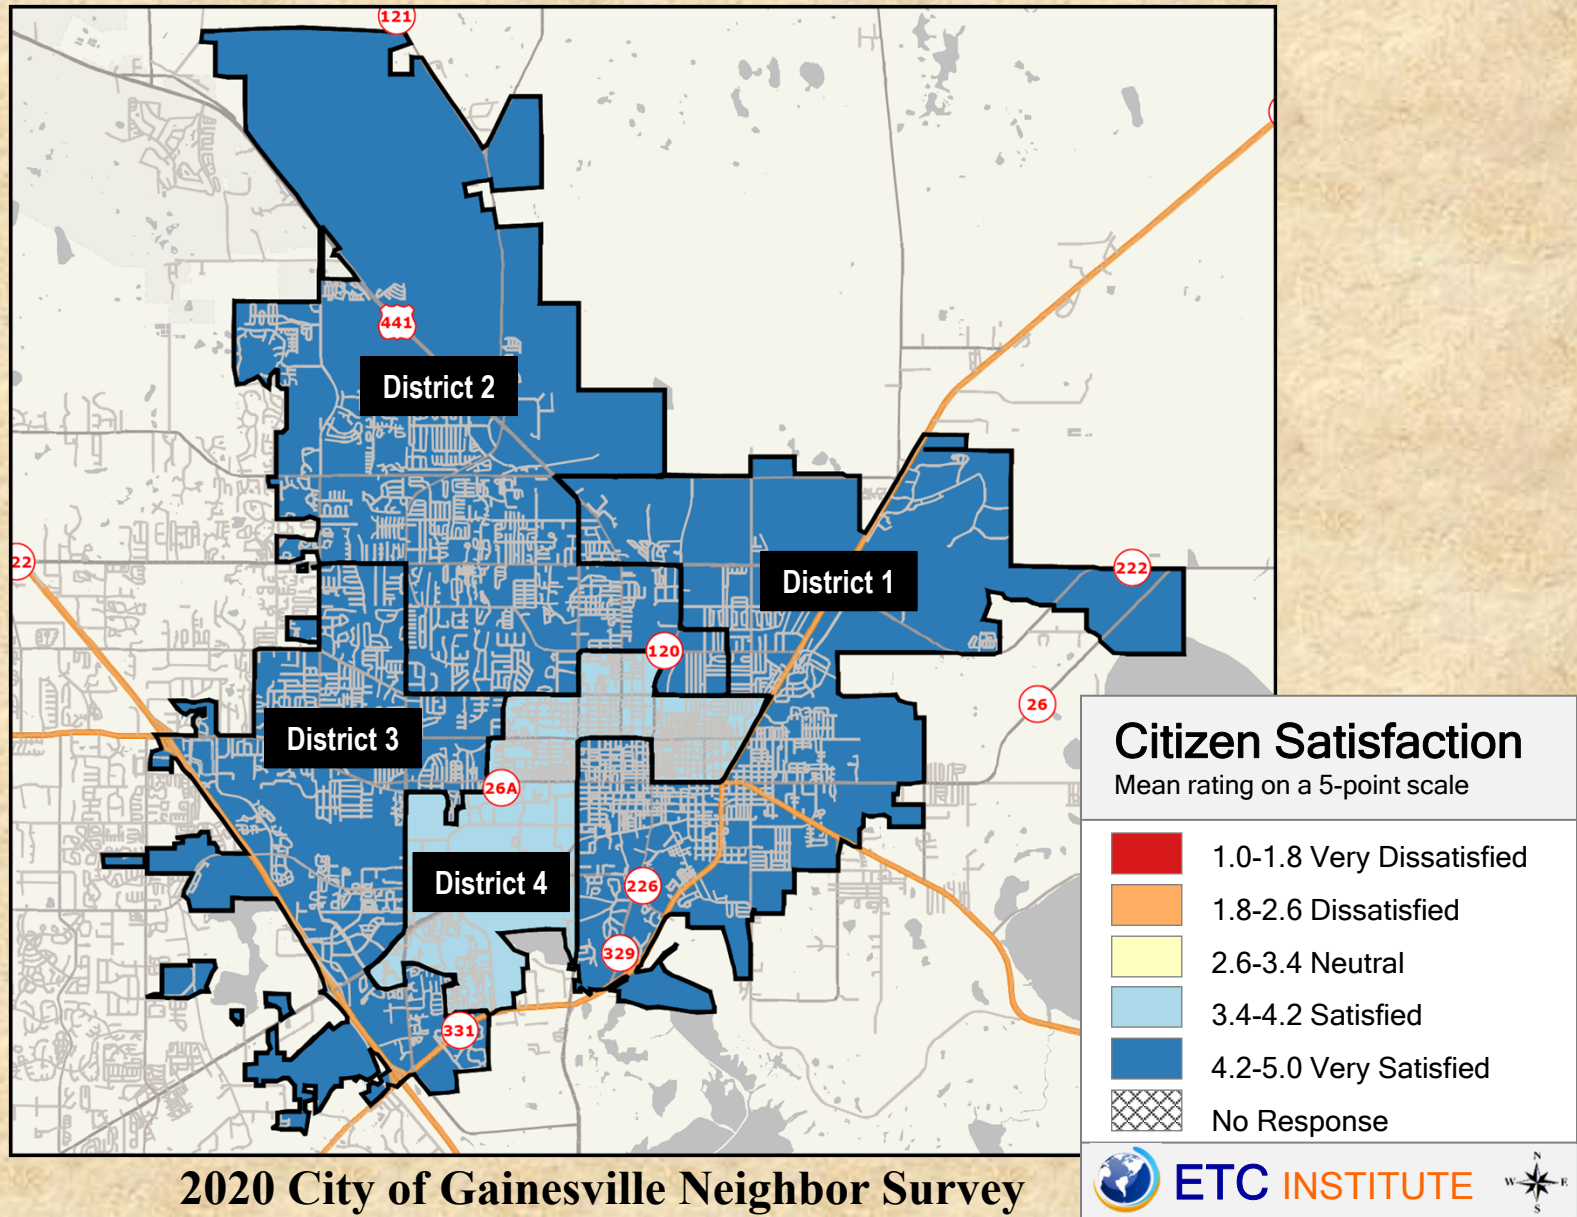 121
441
District 2
22
District 1
222
120
26
District 3
26A
District 4
226
329
331
Citizen Satisfaction
Mean rating on a 5-point scale
1.0-1.8 Very Dissatisfied
1.8-2.6 Dissatisfied
2.6-3.4 Neutral
3.4-4.2 Satisfied
4.2-5.0 Very Satisfied
No Response
ETC INSTITUTE
N
W
E
S
2020 City of Gainesville Neighbor Survey